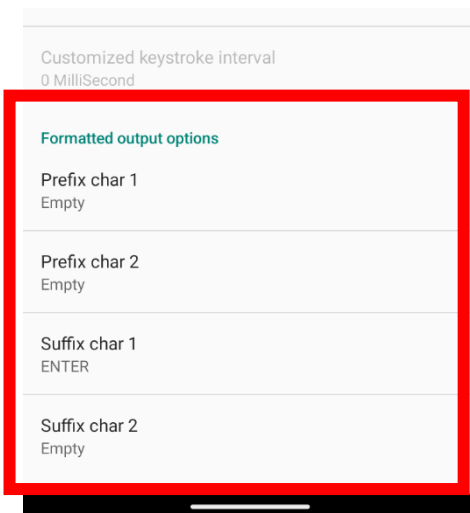 Customized keystroke interval
0 MilliSecond
Formatted output options
Prefix char 1
Empty
Prefix char 2
Empty
Suffix char 1
ENTER
Suffix char 2
Empty